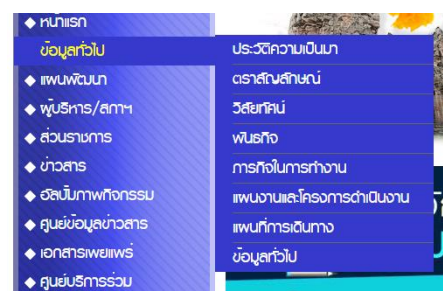 หน้าแรก
ข้อมูลทั่วไป
แผนพัฒนา
ผู้บริหาร/สภาฯ
ส่วนราชการ
ข่าวสาร
อัลบั้มภาพกิจกรรม
ศูนย์ข้อมูลข่าวสาร
เอกสารเผยแพร่
ศูนย์บริการร่วม
ประวัติความเป็นมา
ตราสัญลักษณ์
วิสัยทัศน์
พันธกิจ
ภารกิจในการทำงาน
แผนงานและโครงการดำเนินงาน
แผนที่การเดินทาง
ข้อมูลทั่วไป